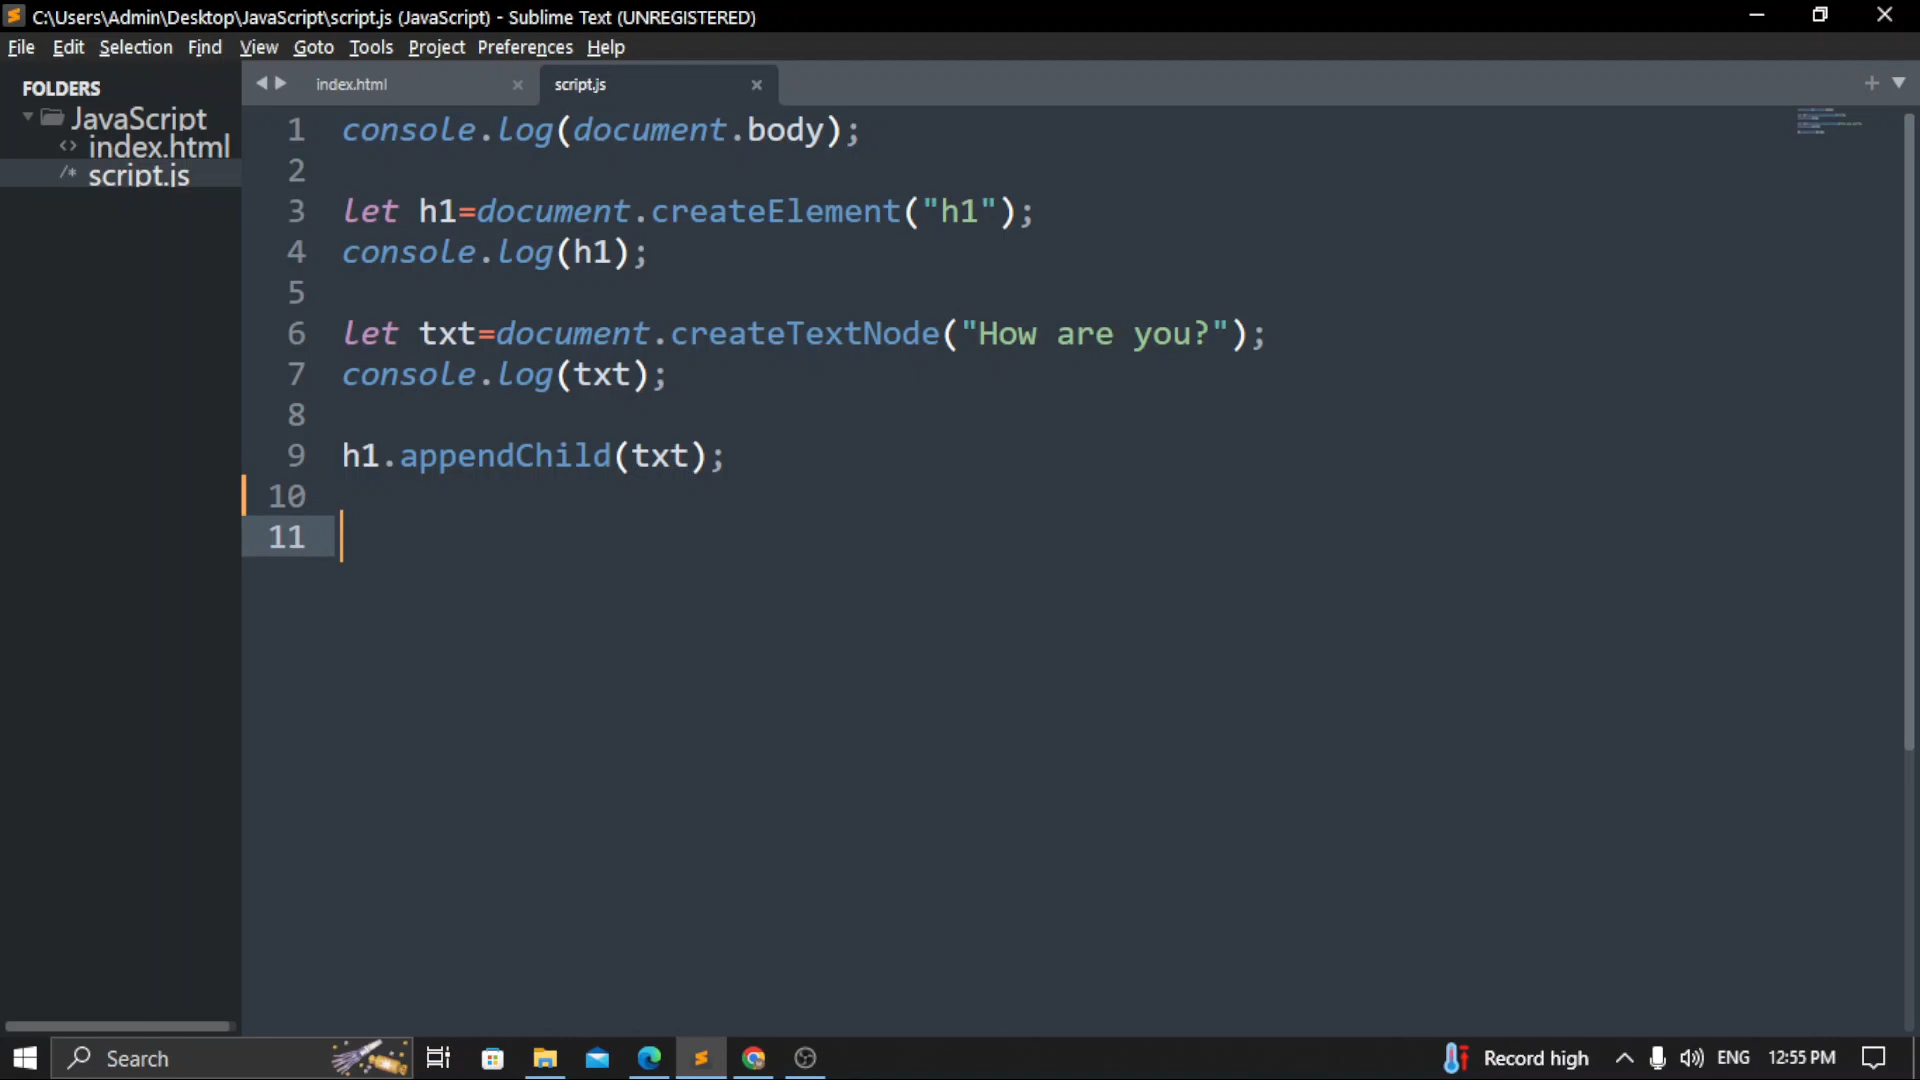 C:\Users\Admin\Desktop\JavaScript\script.js (JavaScript) - Sublime Text (UNREGISTERED)
File Edit Selection Find View Goto Tools Project Preferences Help
FOLDERS
JavaScript
<> index.html
/* script.js
index.html × script.js ×
1 console.log(document.body);
2
3 let h1=document.createElement("h1");
4 console.log(h1);
5
6 let txt=document.createTextNode("How are you?");
7 console.log(txt);
8
9 h1.appendChild(txt);
10
11
Search
Record high ENG 12:55 PM